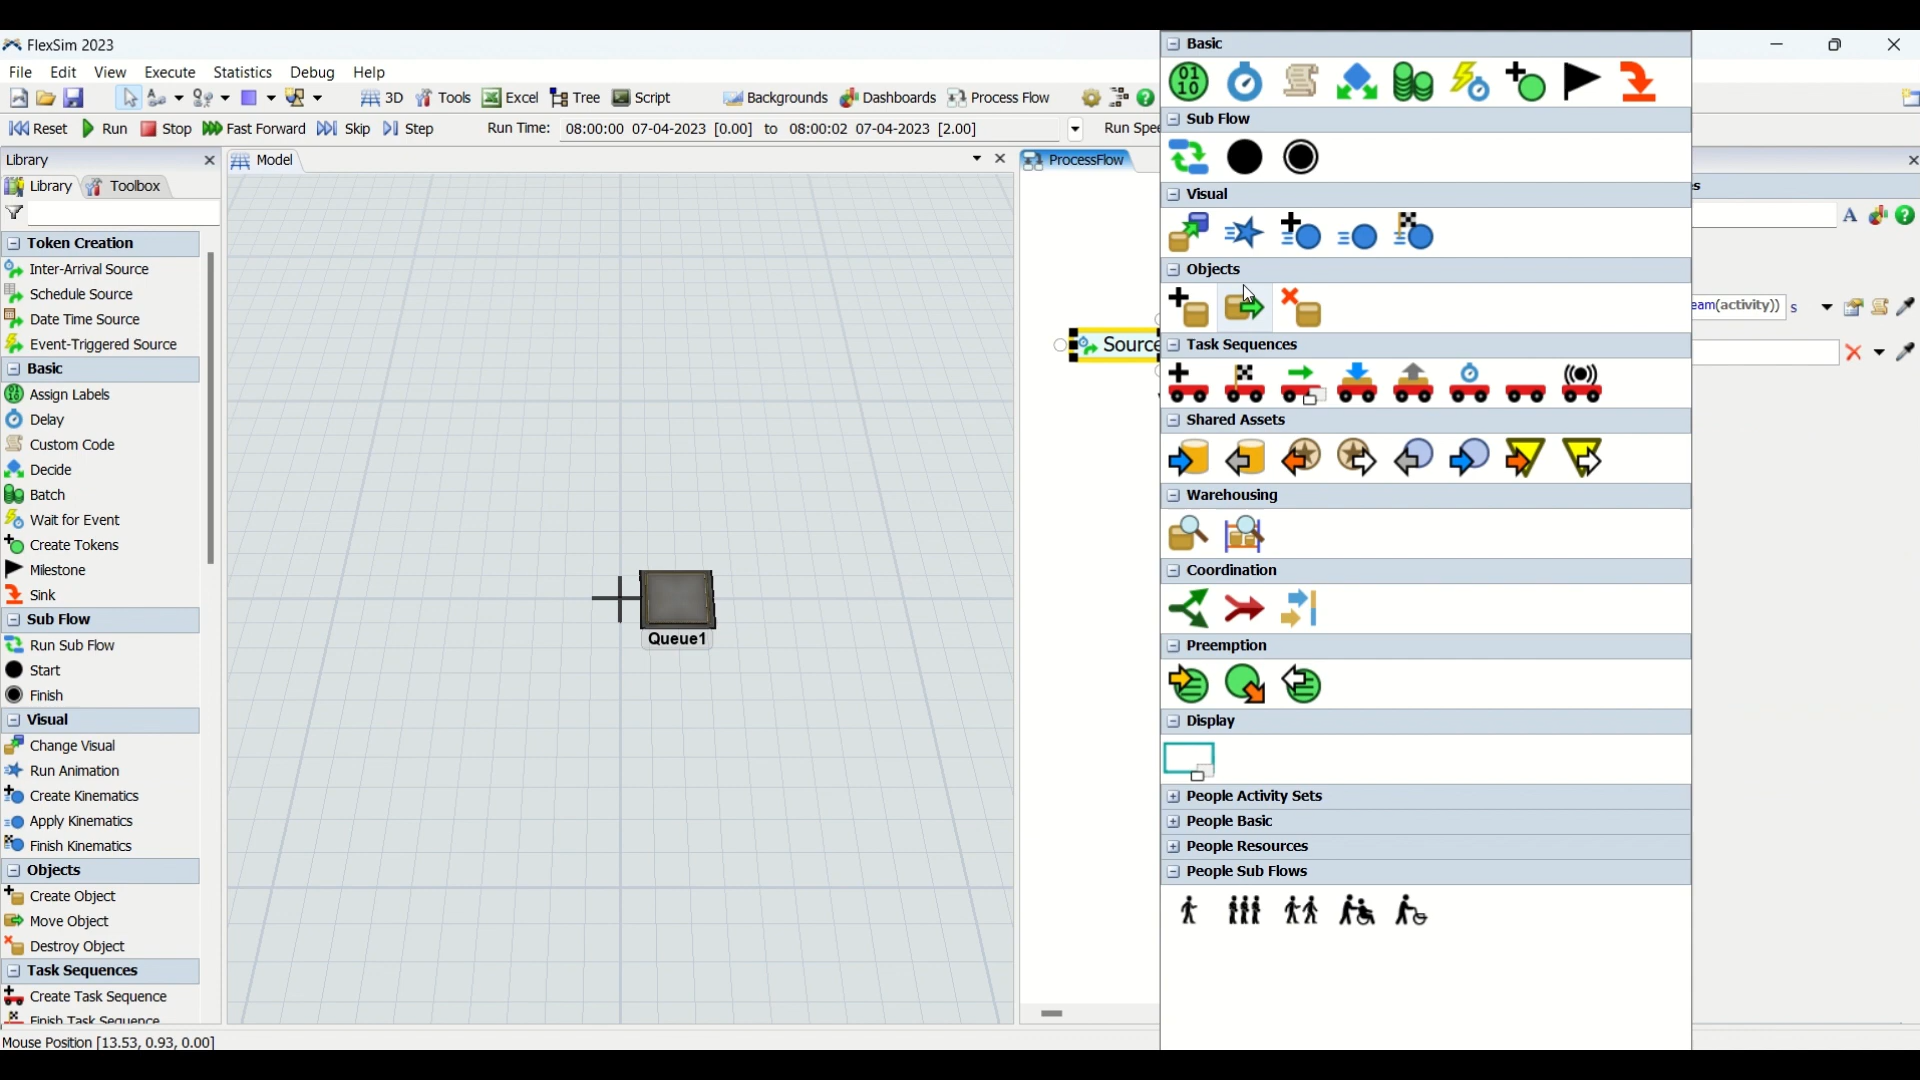 FlexSim 2023
File Edit View Execute Statistics Debug Help
3D Tools Excel Tree Script Backgrounds Dashboards Process Flow
Reset Run Stop Fast Forward Skip Step Run Time: 08:00:00 07-04-2023 [0.00] to 08:00:02 07-04-2023 [2.00] Run Spee
Library
Library Toolbox
Token Creation
Inter-Arrival Source
Schedule Source
Date Time Source
Event-Triggered Source
Basic
Assign Labels
Delay
Custom Code
Decide
Batch
Wait for Event
Create Tokens
Milestone
Sink
Sub Flow
Run Sub Flow
Start
Finish
Visual
Change Visual
Run Animation
Create Kinematics
Apply Kinematics
Finish Kinematics
Objects
Create Object
Move Object
Destroy Object
Task Sequences
Create Task Sequence
Finish Task Sequence
Mouse Position [13.53, 0.93, 0.00]
Model
Queue1
ProcessFlow
Source
Basic
01
10
Sub Flow
Visual
Objects
Task Sequences
Shared Assets
Warehousing
Coordination
Preemption
Display
People Activity Sets
People Basic
People Resources
People Sub Flows
s
A
eam(activity)) s